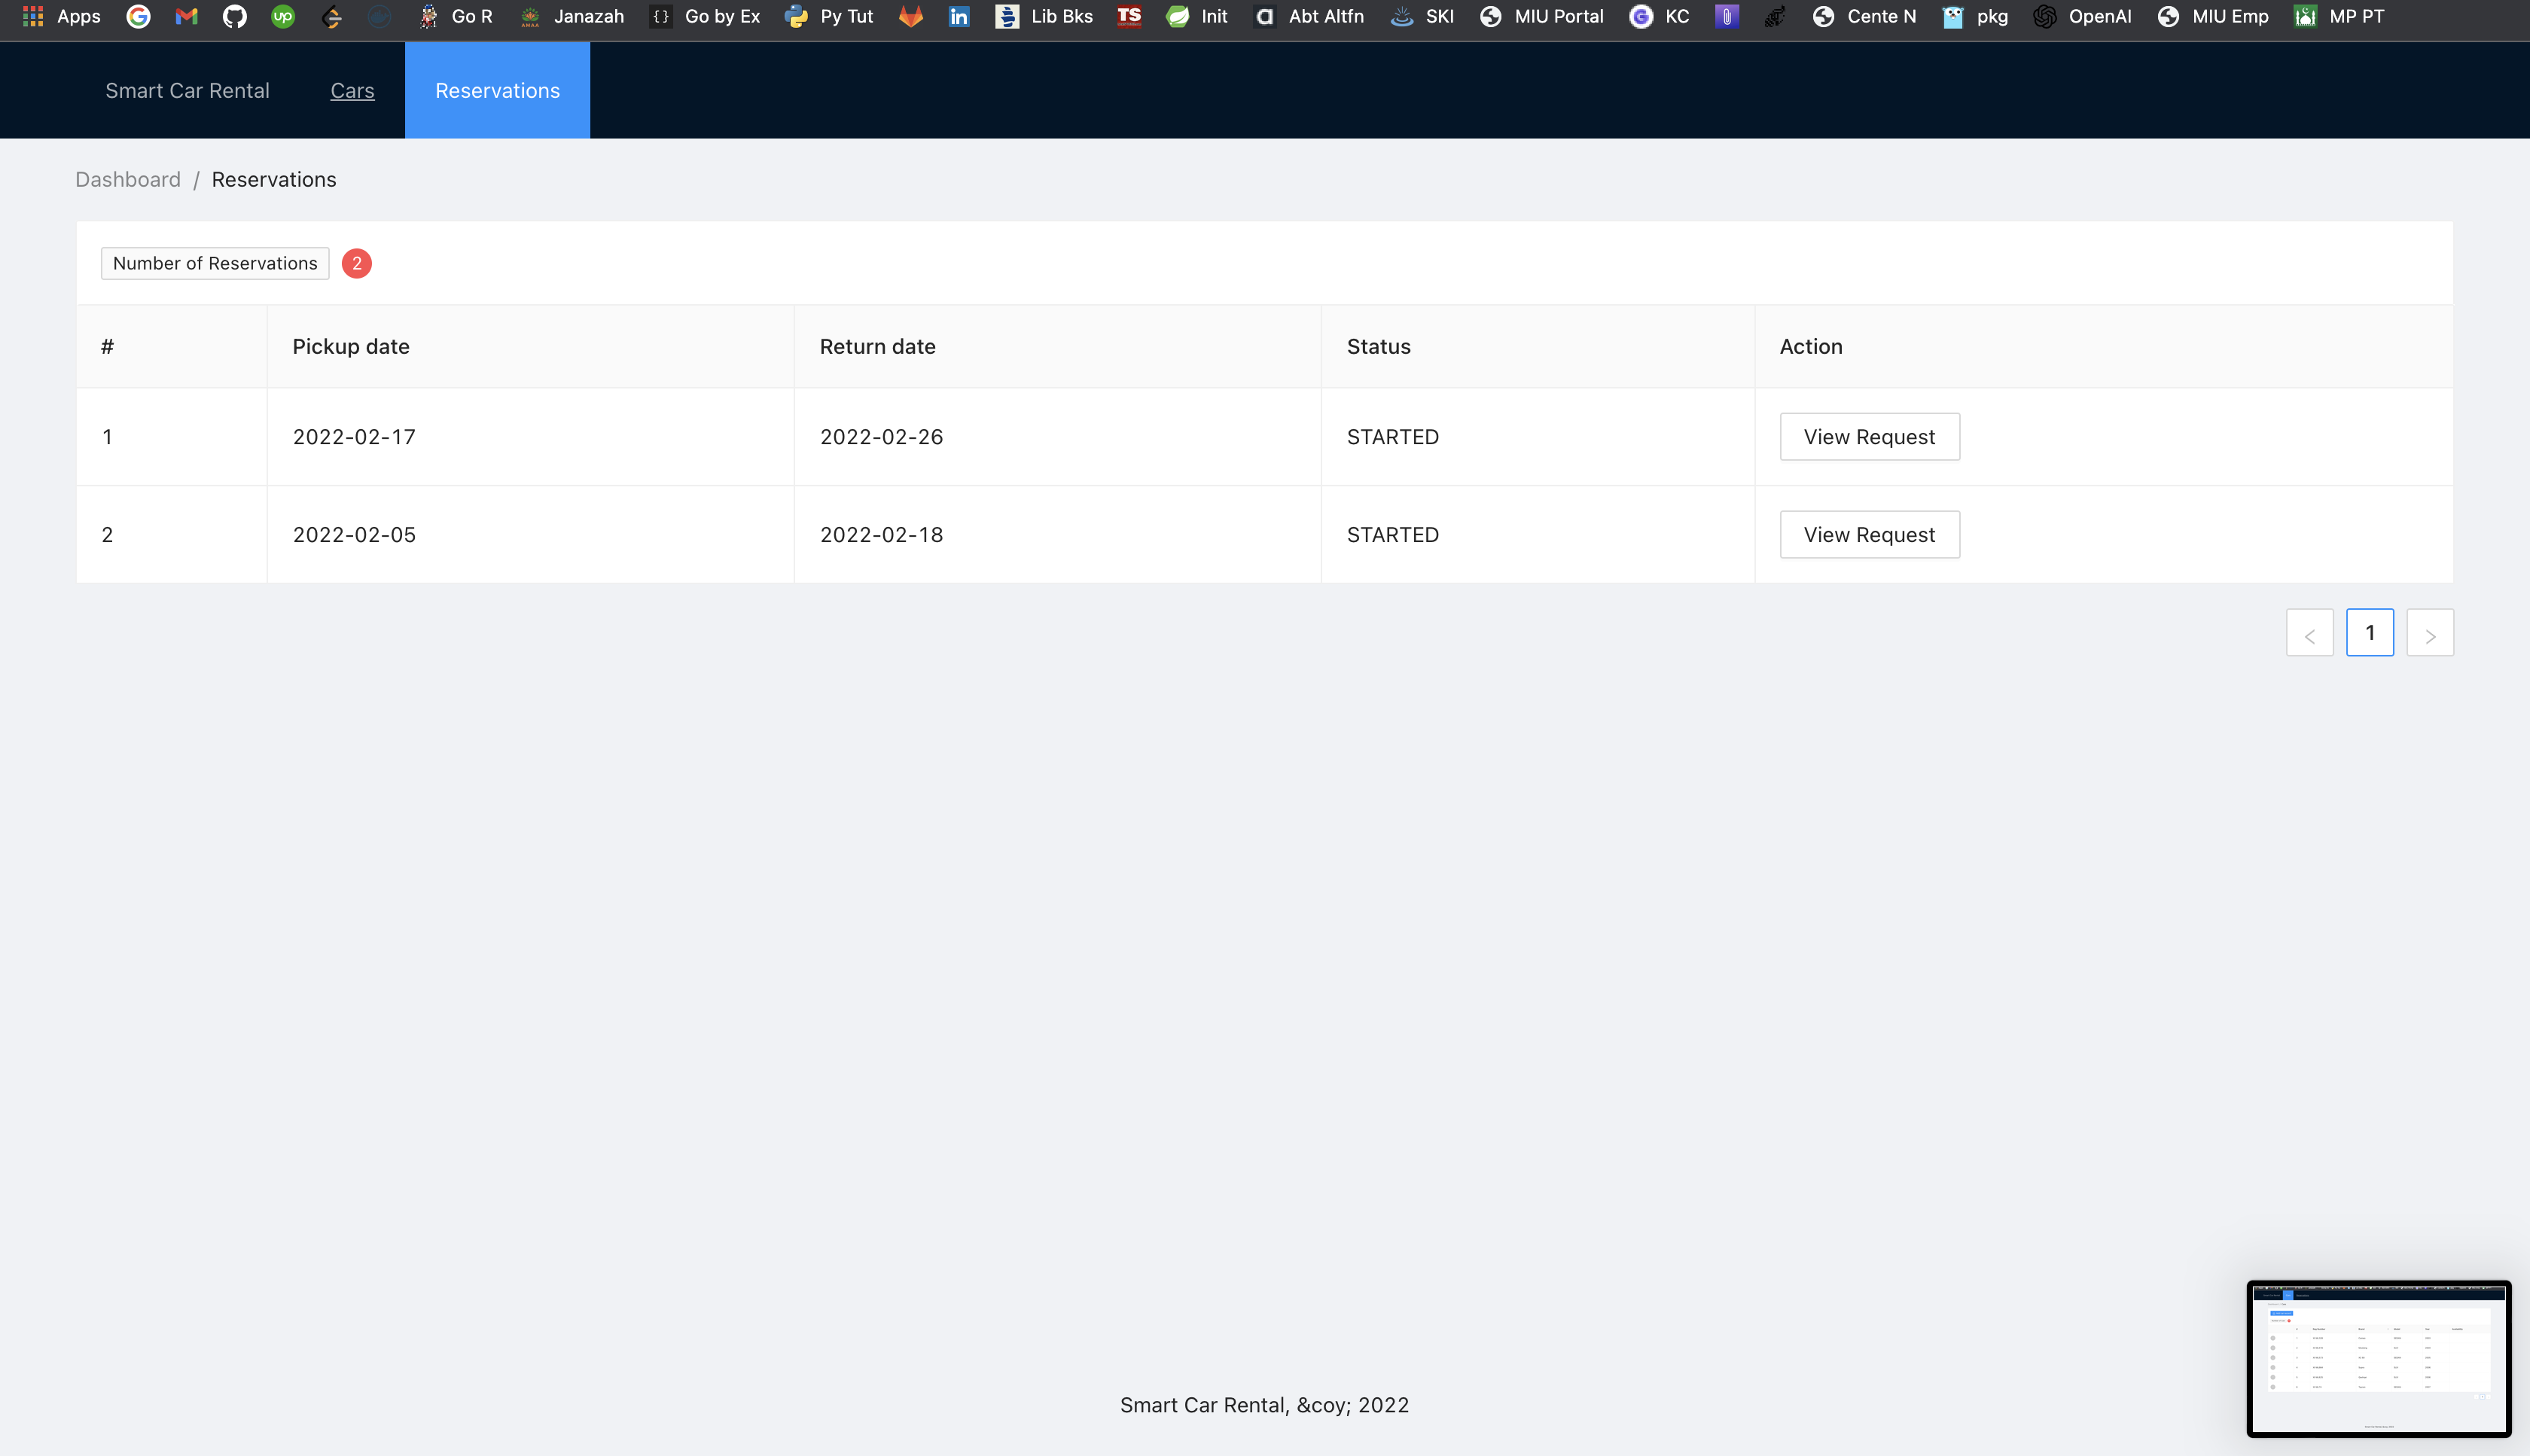 Apps Go R Janazah {} Go by Ex Py Tut in Lib Bks TS Init a Abt Altfn SKI MIU Portal G KC Cente N pkg OpenAI MIU Emp MP PT
Smart Car Rental Cars Reservations
Dashboard / Reservations
Number of Reservations 2
# Pickup date Return date Status Action
1 2022-02-17 2022-02-26 STARTED View Request
2 2022-02-05 2022-02-18 STARTED View Request
< 1 >
Smart Car Rental, &coy; 2022